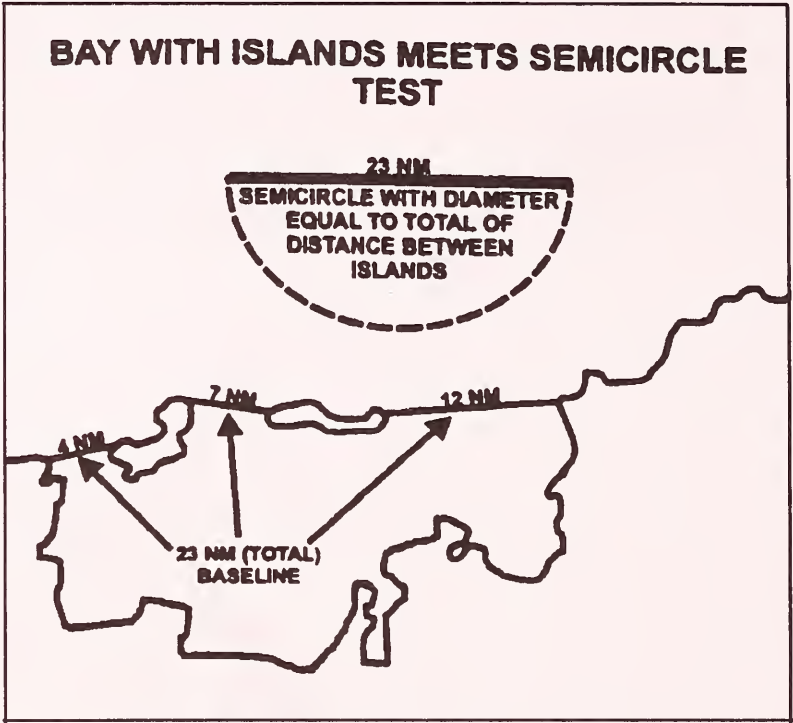 BAY WITH ISLANDS MEETS SEMICIRCLE
TEST
23 NM
SEMICIRCLE WITH DIAMETER
EQUAL TO TOTAL OF
DISTANCE BETWEEN
ISLANDS
7 NM
12 NM
4 NM
23 NM (TOTAL)
BASELINE